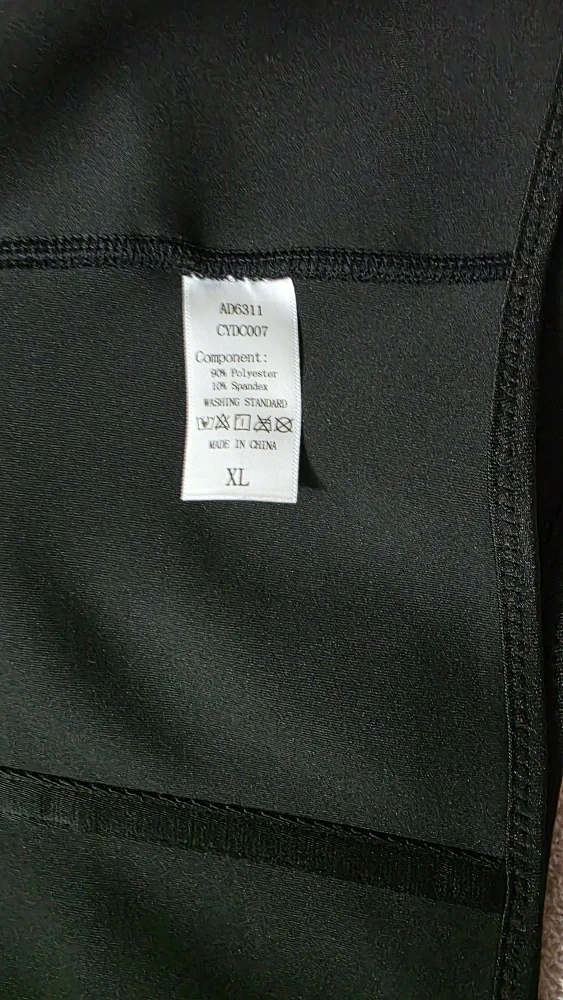 AD6311
CYDC007
Component:
90% Polyester
10% Spandex
WASHING STANDARD
MADE IN CHINA
XL